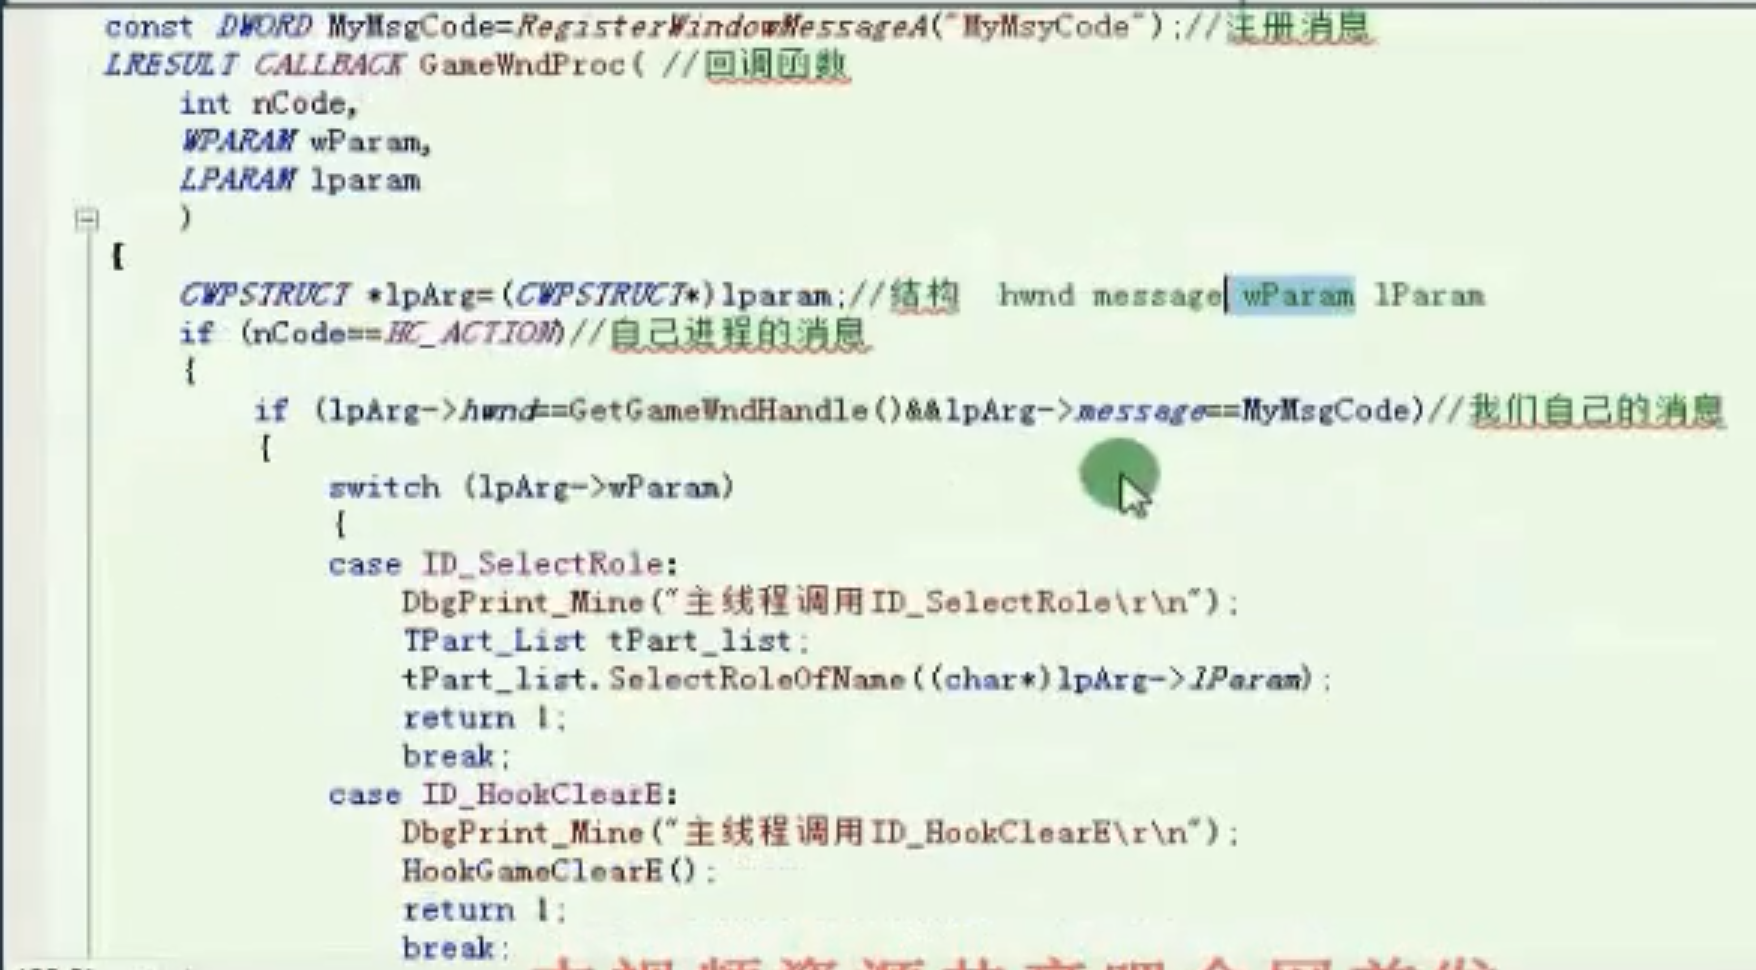 const DWORD MyMsgCode=RegisterWindowMessageA("MyMsyCode");//注册消息
LRESULT CALLBACK GameWndProc( //回调函数
int nCode,
WPARAM wParam,
LPARAM lparam
)
{
CWPSTRUCT *lpArg=(CWPSTRUCT*)lparam;//结构 hwnd message wParam lParam
if (nCode==HC_ACTION)//自己进程的消息
{
if (lpArg->hwnd==GetGameWndHandle()&&lpArg->message==MyMsgCode)//我们自己的消息
{
switch (lpArg->wParam)
{
case ID_SelectRole:
DbgPrint_Mine("主线程调用ID_SelectRole\r\n");
TPart_List tPart_list;
tPart_list.SelectRoleOfName((char*)lpArg->lParam);
return 1;
break;
case ID_HookClearE:
DbgPrint_Mine("主线程调用ID_HookClearE\r\n");
HookGameClearE();
return 1;
break;